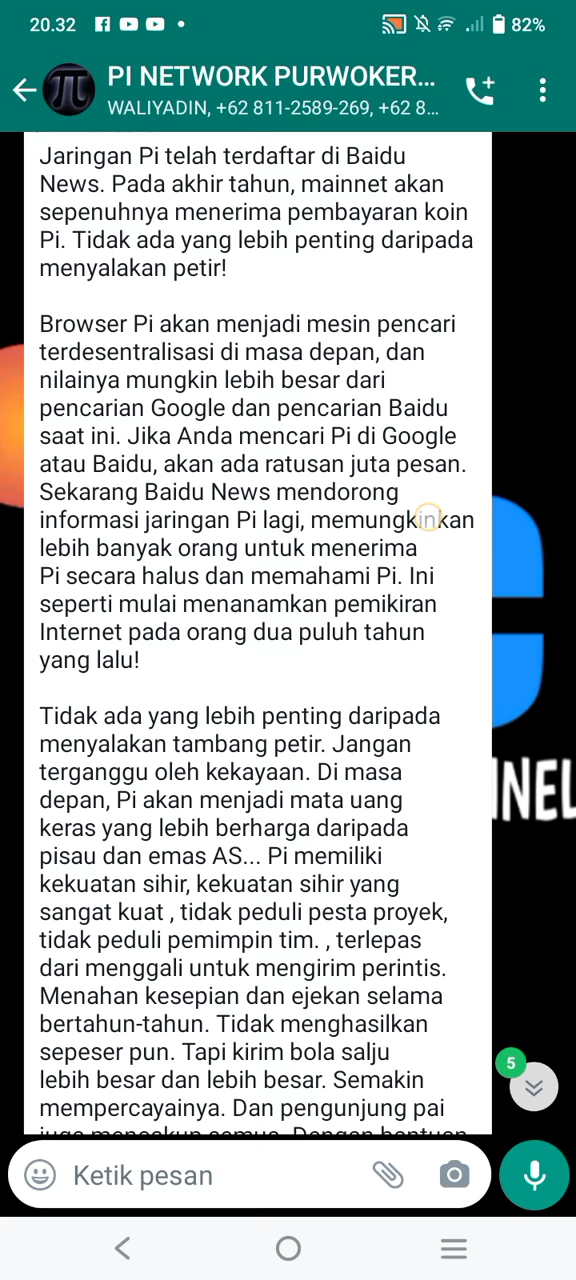 20.32
82%
PI NETWORK PURWOKER...
WALIYADIN, +62 811-2589-269, +62 8...
Jaringan Pi telah terdaftar di Baidu
News. Pada akhir tahun, mainnet akan
sepenuhnya menerima pembayaran koin
Pi. Tidak ada yang lebih penting daripada
menyalakan petir!
Browser Pi akan menjadi mesin pencari
terdesentralisasi di masa depan, dan
nilainya mungkin lebih besar dari
pencarian Google dan pencarian Baidu
saat ini. Jika Anda mencari Pi di Google
atau Baidu, akan ada ratusan juta pesan.
Sekarang Baidu News mendorong
informasi jaringan Pi lagi, memungkinkan
lebih banyak orang untuk menerima
Pi secara halus dan memahami Pi. Ini
seperti mulai menanamkan pemikiran
Internet pada orang dua puluh tahun
yang lalu!
Tidak ada yang lebih penting daripada
menyalakan tambang petir. Jangan
terganggu oleh kekayaan. Di masa
depan, Pi akan menjadi mata uang
keras yang lebih berharga daripada
pisau dan emas AS... Pi memiliki
kekuatan sihir, kekuatan sihir yang
sangat kuat , tidak peduli pesta proyek,
tidak peduli pemimpin tim. , terlepas
dari menggali untuk mengirim perintis.
Menahan kesepian dan ejekan selama
bertahun-tahun. Tidak menghasilkan
sepeser pun. Tapi kirim bola salju
lebih besar dan lebih besar. Semakin
mempercayainya. Dan pengunjung pai
INNEL
5
Ketik pesan